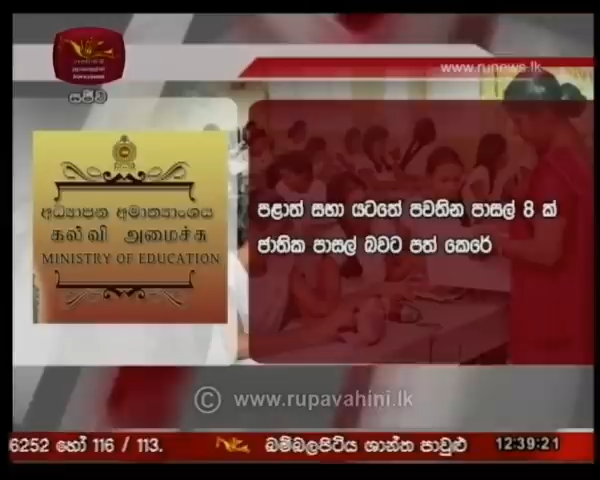 www.runews.lk
සජීව
අධ්‍යාපන අමාත්‍යාංශය
கல்வி அமைச்சு
MINISTRY OF EDUCATION
පළාත් සභා යටතේ පවතින පාසල් 8 ක්
ජාතික පාසල් බවට පත් කෙරේ
© www.rupavahini.lk
6252 හෝ 116 / 113. බම්බලපිටිය ශාන්ත පාවුළු 12:39:21